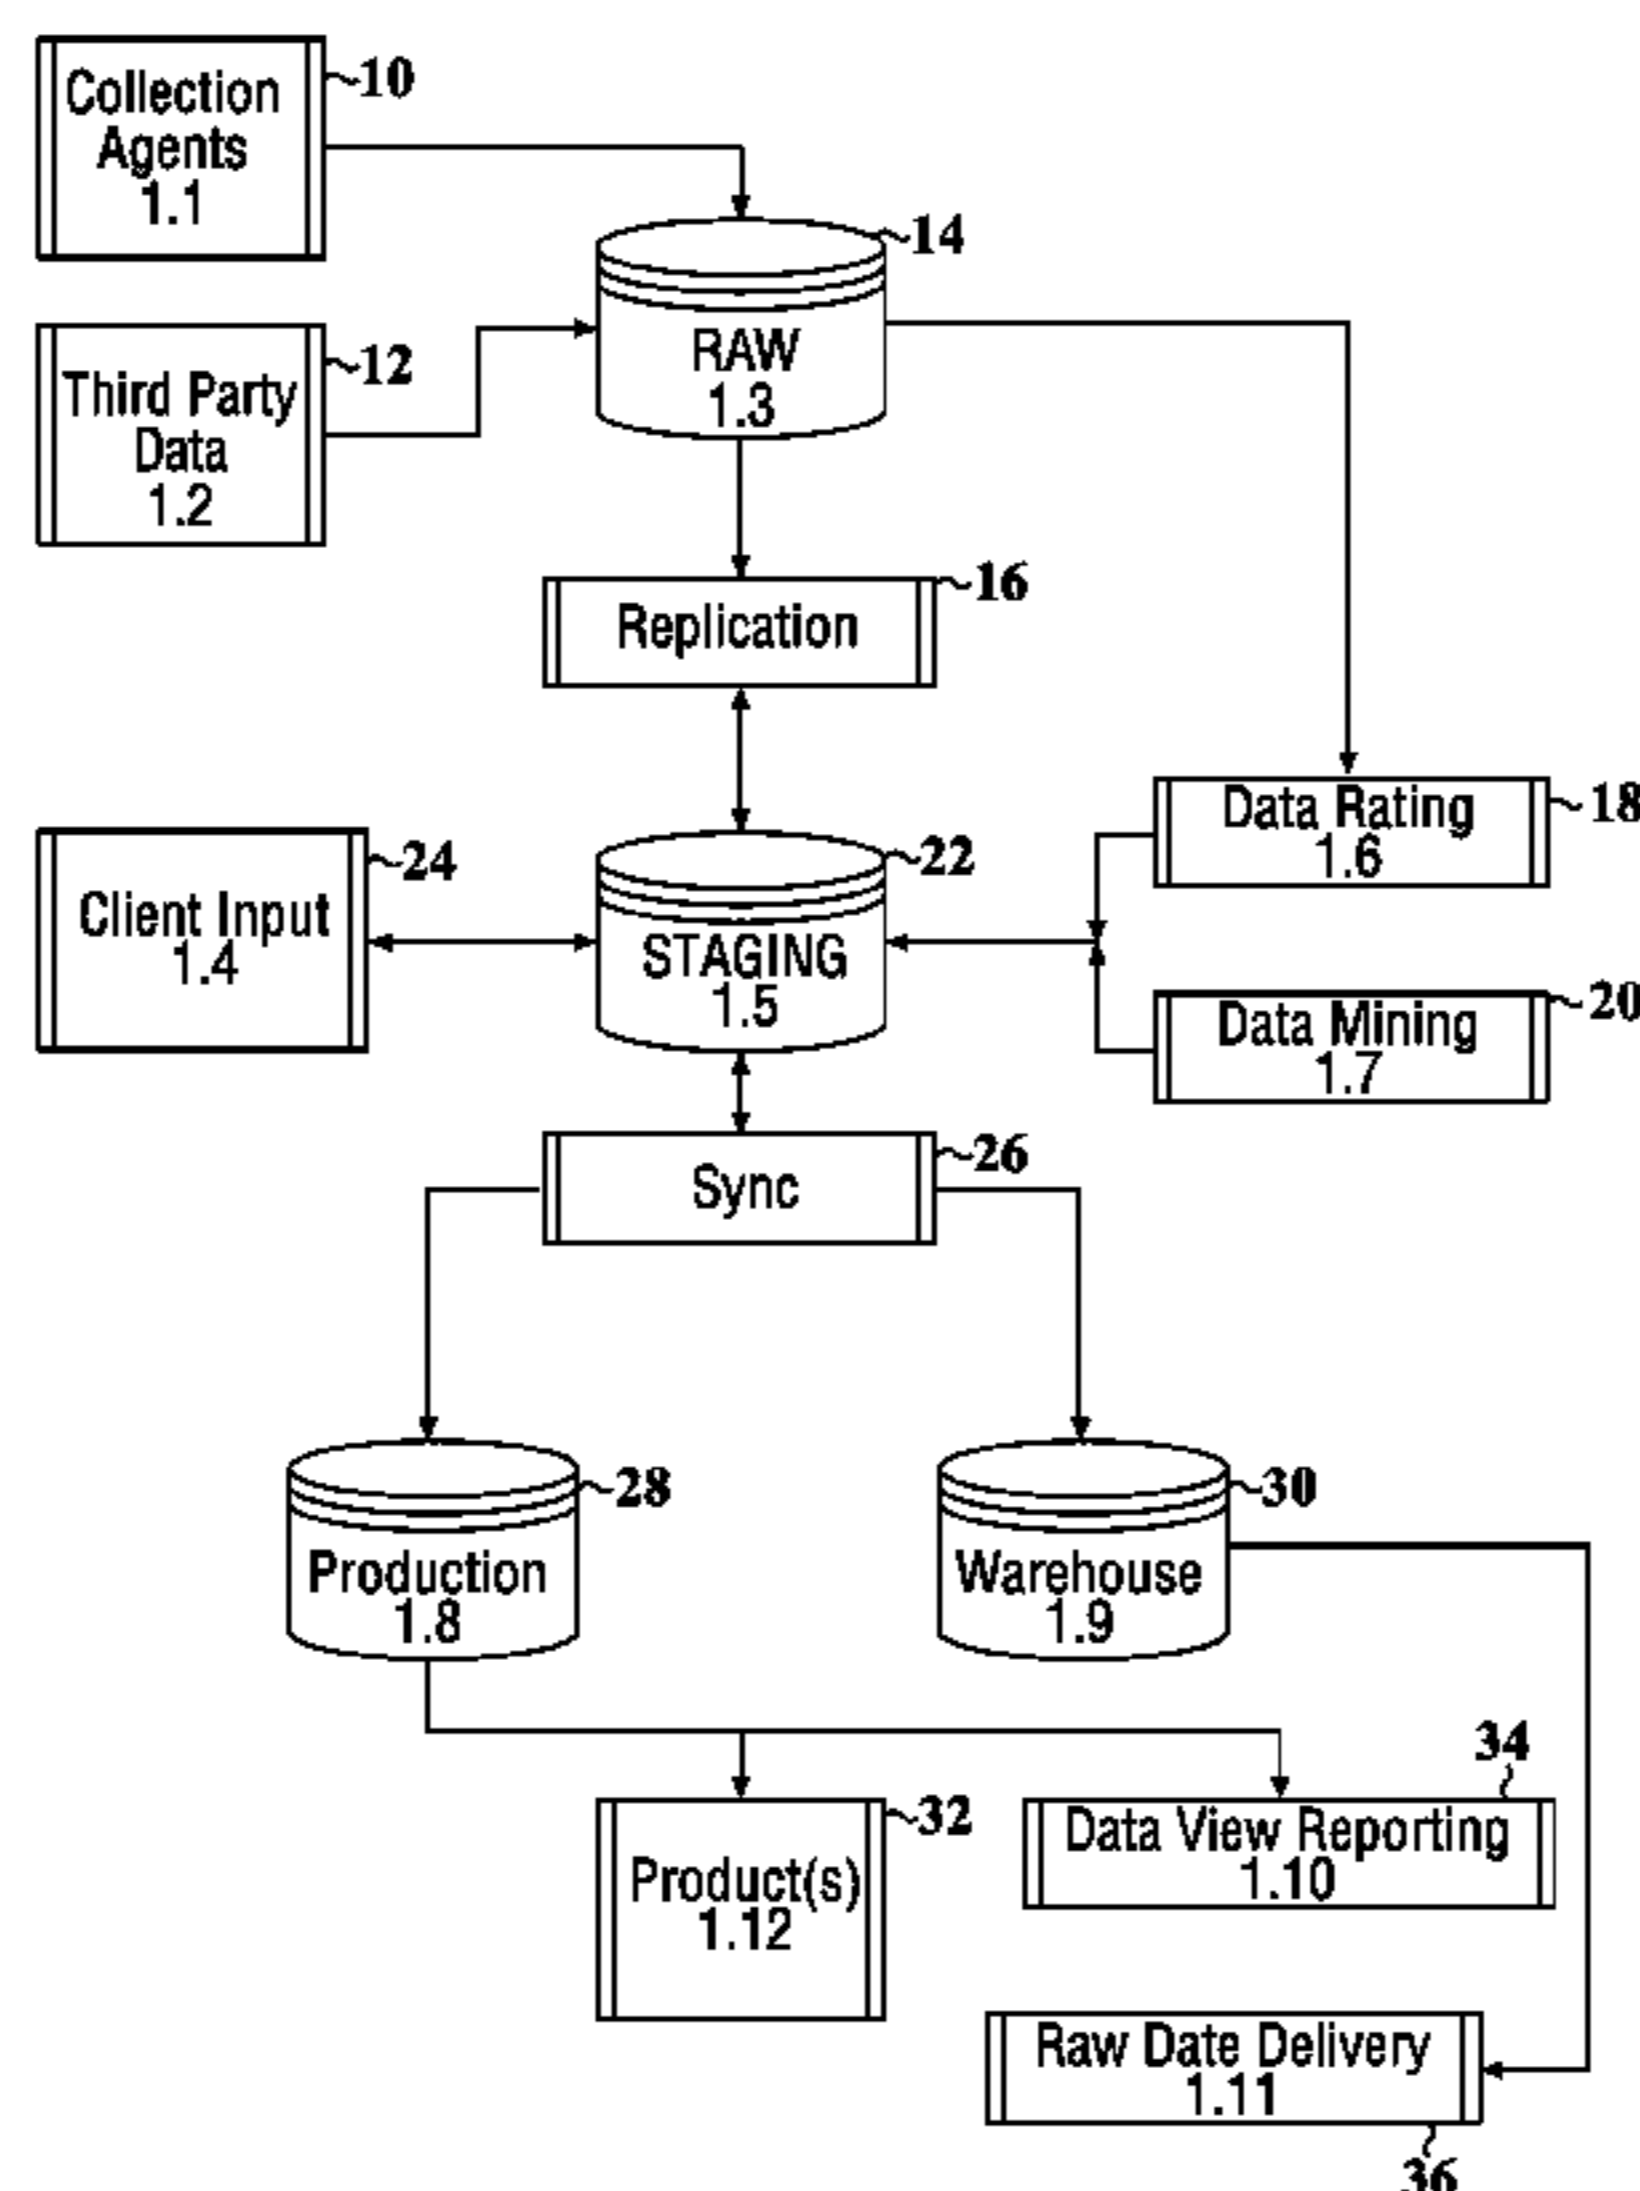 Collection
Agents
1.1
10
14
RAW
1.3
Third Party
Data
1.2
12
Replication
16
Data Rating
1.6
18
Client Input
1.4
24
22
STAGING
1.5
Data Mining
1.7
20
Sync
26
Production
1.8
28
Warehouse
1.9
30
34
Product(s)
1.12
32
Data View Reporting
1.10
Raw Date Delivery
1.11
36